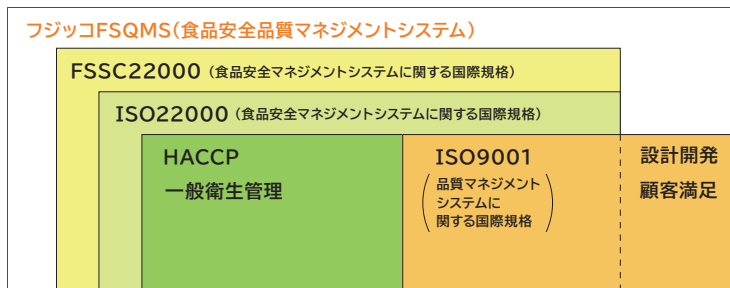 フジッコFSQMS(食品安全品質マネジメントシステム)
FSSC22000 (食品安全マネジメントシステムに関する国際規格)
ISO22000 (食品安全マネジメントシステムに関する国際規格)
HACCP
一般衛生管理
ISO9001
(品質マネジメント
システムに
関する国際規格)
設計開発
顧客満足